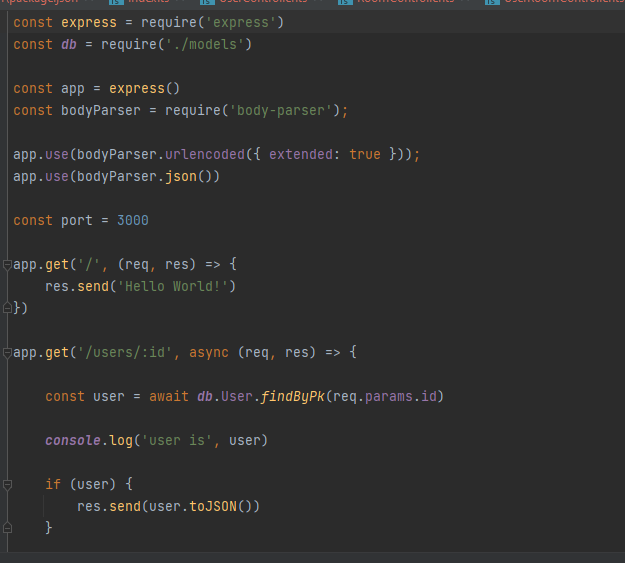 const express = require('express')
const db = require('./models')
const app = express()
const bodyParser = require('body-parser');
app.use(bodyParser.urlencoded({ extended: true }));
app.use(bodyParser.json())
const port = 3000
app.get('/', (req, res) => {
    res.send('Hello World!')
})
app.get('/users/:id', async (req, res) => {
    const user = await db.User.findByPk(req.params.id)
    console.log('user is', user)
    if (user) {
        res.send(user.toJSON())
    }